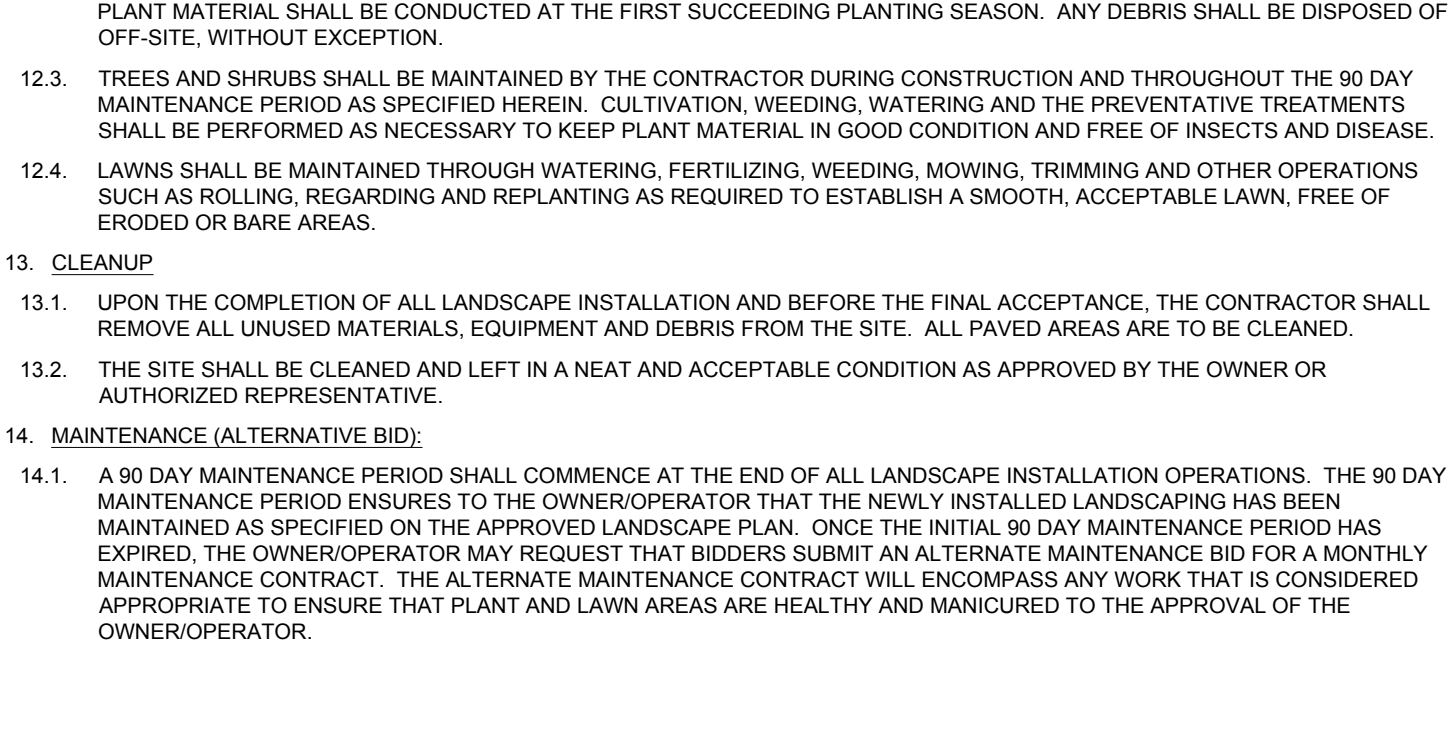 PLANT MATERIAL SHALL BE CONDUCTED AT THE FIRST SUCCEEDING PLANTING SEASON. ANY DEBRIS SHALL BE DISPOSED OF
OFF-SITE, WITHOUT EXCEPTION.
12.3. TREES AND SHRUBS SHALL BE MAINTAINED BY THE CONTRACTOR DURING CONSTRUCTION AND THROUGHOUT THE 90 DAY
MAINTENANCE PERIOD AS SPECIFIED HEREIN. CULTIVATION, WEEDING, WATERING AND THE PREVENTATIVE TREATMENTS
SHALL BE PERFORMED AS NECESSARY TO KEEP PLANT MATERIAL IN GOOD CONDITION AND FREE OF INSECTS AND DISEASE.
12.4. LAWNS SHALL BE MAINTAINED THROUGH WATERING, FERTILIZING, WEEDING, MOWING, TRIMMING AND OTHER OPERATIONS
SUCH AS ROLLING, REGARDING AND REPLANTING AS REQUIRED TO ESTABLISH A SMOOTH, ACCEPTABLE LAWN, FREE OF
ERODED OR BARE AREAS.
13. CLEANUP
13.1. UPON THE COMPLETION OF ALL LANDSCAPE INSTALLATION AND BEFORE THE FINAL ACCEPTANCE, THE CONTRACTOR SHALL
REMOVE ALL UNUSED MATERIALS, EQUIPMENT AND DEBRIS FROM THE SITE. ALL PAVED AREAS ARE TO BE CLEANED.
13.2. THE SITE SHALL BE CLEANED AND LEFT IN A NEAT AND ACCEPTABLE CONDITION AS APPROVED BY THE OWNER OR
AUTHORIZED REPRESENTATIVE.
14. MAINTENANCE (ALTERNATIVE BID):
14.1. A 90 DAY MAINTENANCE PERIOD SHALL COMMENCE AT THE END OF ALL LANDSCAPE INSTALLATION OPERATIONS. THE 90 DAY
MAINTENANCE PERIOD ENSURES TO THE OWNER/OPERATOR THAT THE NEWLY INSTALLED LANDSCAPING HAS BEEN
MAINTAINED AS SPECIFIED ON THE APPROVED LANDSCAPE PLAN. ONCE THE INITIAL 90 DAY MAINTENANCE PERIOD HAS
EXPIRED, THE OWNER/OPERATOR MAY REQUEST THAT BIDDERS SUBMIT AN ALTERNATE MAINTENANCE BID FOR A MONTHLY
MAINTENANCE CONTRACT. THE ALTERNATE MAINTENANCE CONTRACT WILL ENCOMPASS ANY WORK THAT IS CONSIDERED
APPROPRIATE TO ENSURE THAT PLANT AND LAWN AREAS ARE HEALTHY AND MANICURED TO THE APPROVAL OF THE
OWNER/OPERATOR.